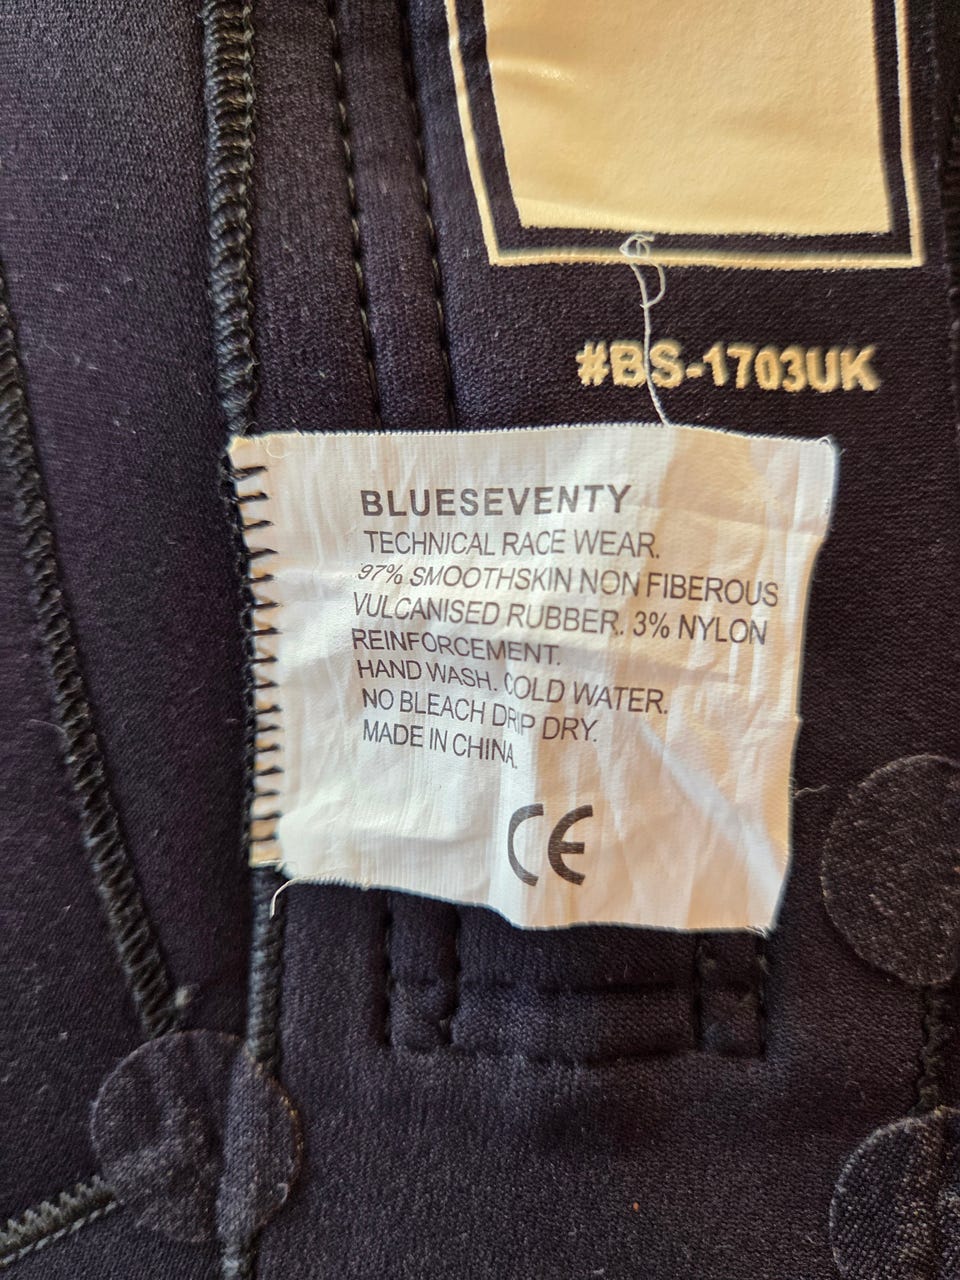 #BS-1703UK
BLUESEVENTY
TECHNICAL RACE WEAR.
97% SMOOTHSKIN NON FIBEROUS
VULCANISED RUBBER. 3% NYLON
REINFORCEMENT.
HAND WASH. COLD WATER.
NO BLEACH DRIP DRY.
MADE IN CHINA.
CE